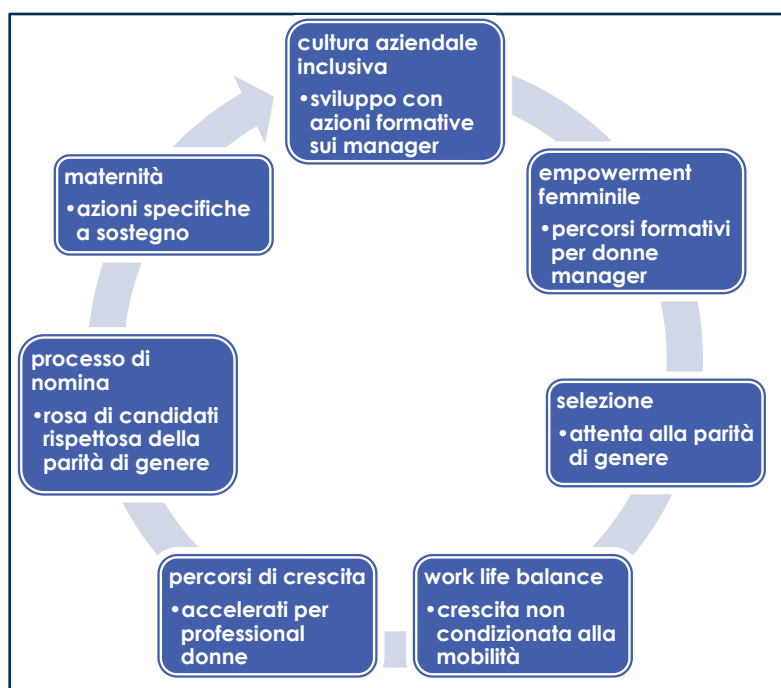 cultura aziendale
inclusiva
•sviluppo con
azioni formative
sui manager
empowerment
femminile
•percorsi formativi
per donne
manager
selezione
•attenta alla parità
di genere
work life balance
•crescita non
condizionata alla
mobilità
percorsi di crescita
•accelerati per
professional
donne
processo di
nomina
•rosa di candidati
rispettosa della
parità di genere
maternità
•azioni specifiche
a sostegno